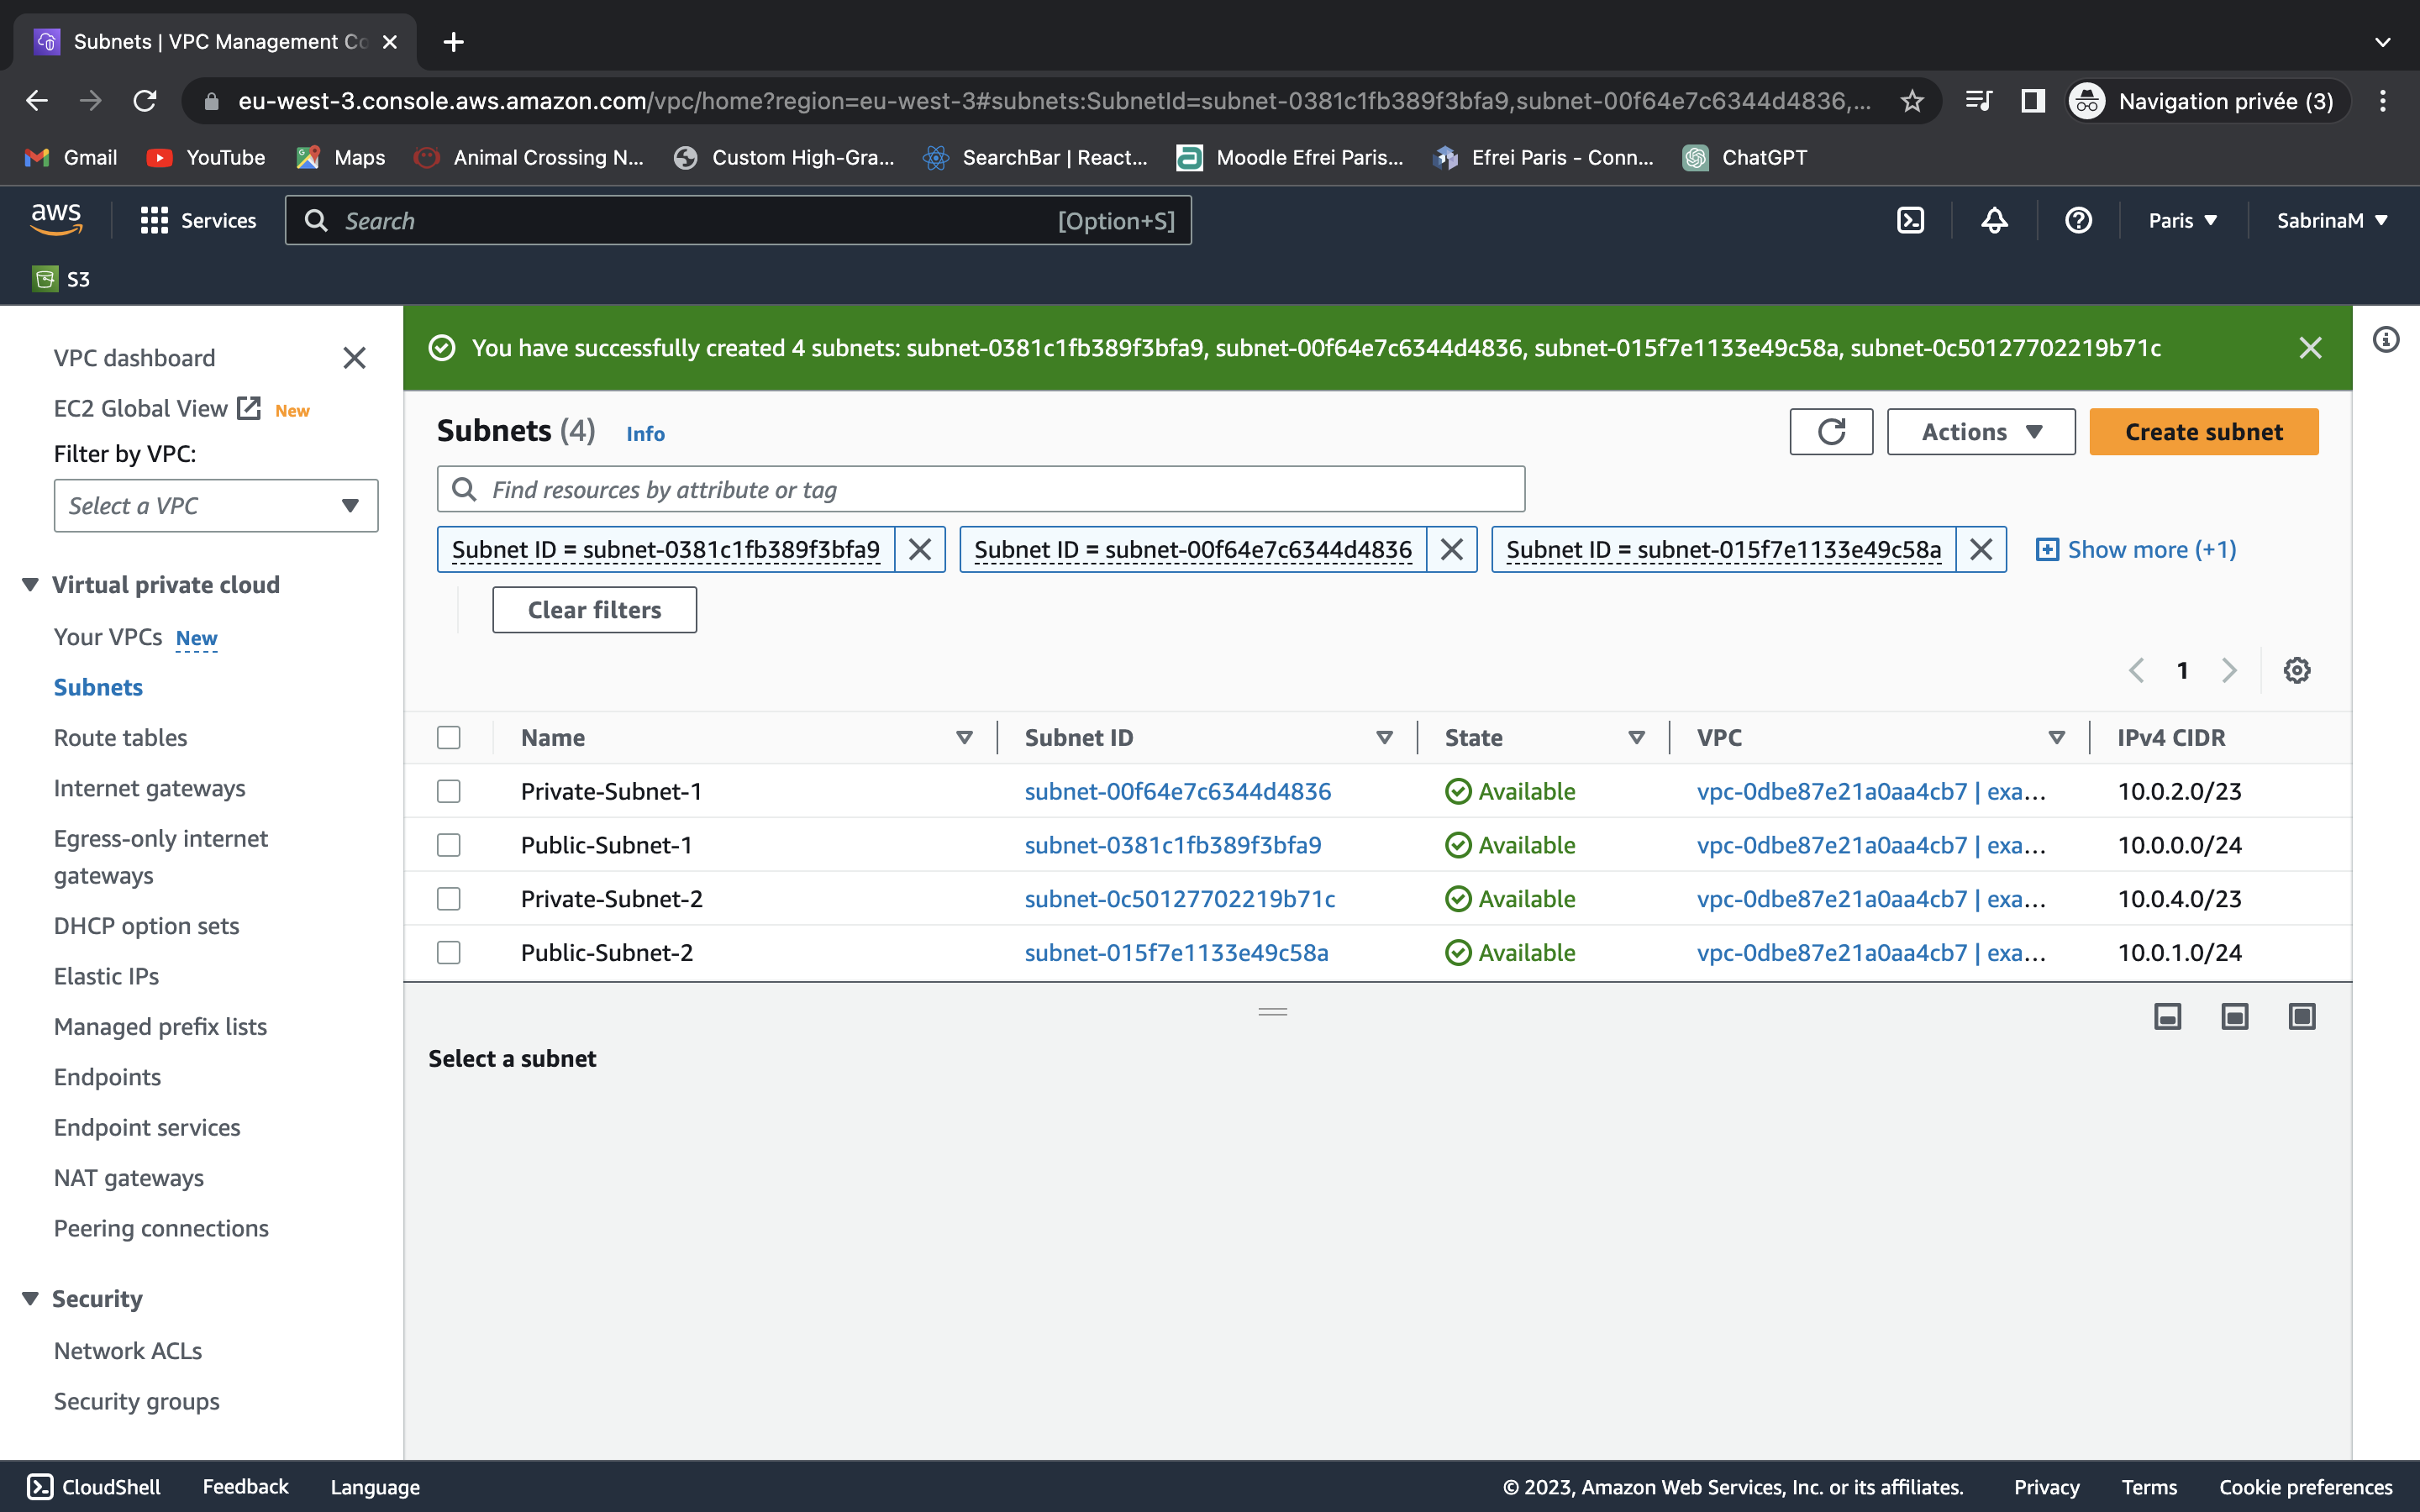 Subnets | VPC Management Co
eu-west-3.console.aws.amazon.com/vpc/home?region=eu-west-3#subnets:SubnetId=subnet-0381c1fb389f3bfa9,subnet-00f64e7c6344d4836,... Navigation privée (3)
Gmail YouTube Maps Animal Crossing N... Custom High-Gra... SearchBar | React... Moodle Efrei Paris... Efrei Paris - Conn... ChatGPT
aws Services Search [Option+S] Paris SabrinaM
S3
You have successfully created 4 subnets: subnet-0381c1fb389f3bfa9, subnet-00f64e7c6344d4836, subnet-015f7e1133e49c58a, subnet-0c50127702219b71c
VPC dashboard
EC2 Global View New
Filter by VPC:
Select a VPC
Virtual private cloud
Your VPCs New
Subnets
Route tables
Internet gateways
Egress-only internet
gateways
DHCP option sets
Elastic IPs
Managed prefix lists
Endpoints
Endpoint services
NAT gateways
Peering connections
Security
Network ACLs
Security groups
Subnets (4) Info Actions Create subnet
Find resources by attribute or tag
Subnet ID = subnet-0381c1fb389f3bfa9 Subnet ID = subnet-00f64e7c6344d4836 Subnet ID = subnet-015f7e1133e49c58a Show more (+1)
Clear filters
1
Name Subnet ID State VPC IPv4 CIDR
Private-Subnet-1 subnet-00f64e7c6344d4836 Available vpc-0dbe87e21a0aa4cb7 | exa... 10.0.2.0/23
Public-Subnet-1 subnet-0381c1fb389f3bfa9 Available vpc-0dbe87e21a0aa4cb7 | exa... 10.0.0.0/24
Private-Subnet-2 subnet-0c50127702219b71c Available vpc-0dbe87e21a0aa4cb7 | exa... 10.0.4.0/23
Public-Subnet-2 subnet-015f7e1133e49c58a Available vpc-0dbe87e21a0aa4cb7 | exa... 10.0.1.0/24
Select a subnet
CloudShell Feedback Language © 2023, Amazon Web Services, Inc. or its affiliates. Privacy Terms Cookie preferences